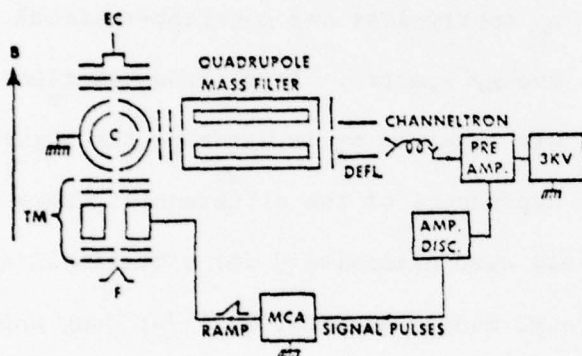 EC
B
QUADRUPOLE
MASS FILTER
C
CHANNELTRON
DEFL.
PRE
AMP.
3KV
TM
AMP.
DISC.
F
RAMP
MCA
SIGNAL PULSES